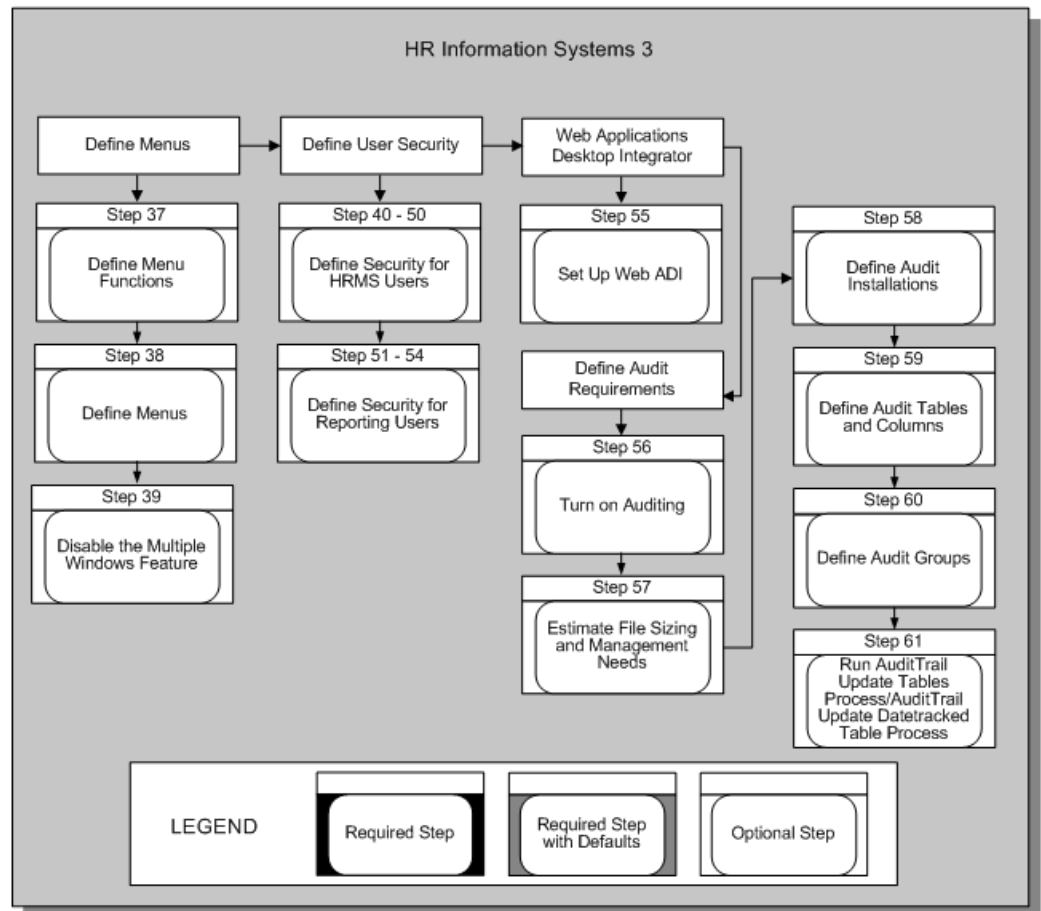 HR Information Systems 3
Define Menus
Define User Security
Web Applications
Desktop Integrator
Step 37
Define Menu
Functions
Step 38
Define Menus
Step 39
Disable the Multiple
Windows Feature
Step 40 - 50
Define Security for
HRMS Users
Step 51 - 54
Define Security for
Reporting Users
Step 55
Set Up Web ADI
Define Audit
Requirements
Step 56
Turn on Auditing
Step 57
Estimate File Sizing
and Management
Needs
Step 58
Define Audit
Installations
Step 59
Define Audit Tables
and Columns
Step 60
Define Audit Groups
Step 61
Run AuditTrail
Update Tables
Process/AuditTrail
Update Datetracked
Table Process
LEGEND
Required Step
Required Step
with Defaults
Optional Step